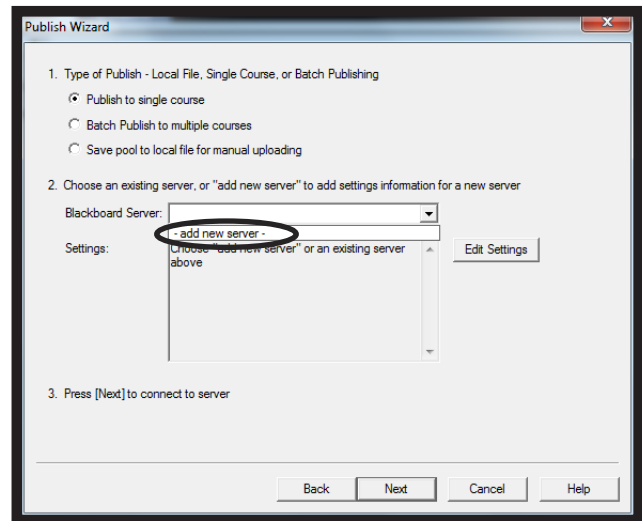 Publish Wizard
1. Type of Publish - Local File, Single Course, or Batch Publishing
Publish to single course
Batch Publish to multiple courses
Save pool to local file for manual uploading
2. Choose an existing server, or "add new server" to add settings information for a new server
Blackboard Server:
- add new server -
Settings:
Choose "add new server" or an existing server
above
Edit Settings
3. Press [Next] to connect to server
Back Next Cancel Help